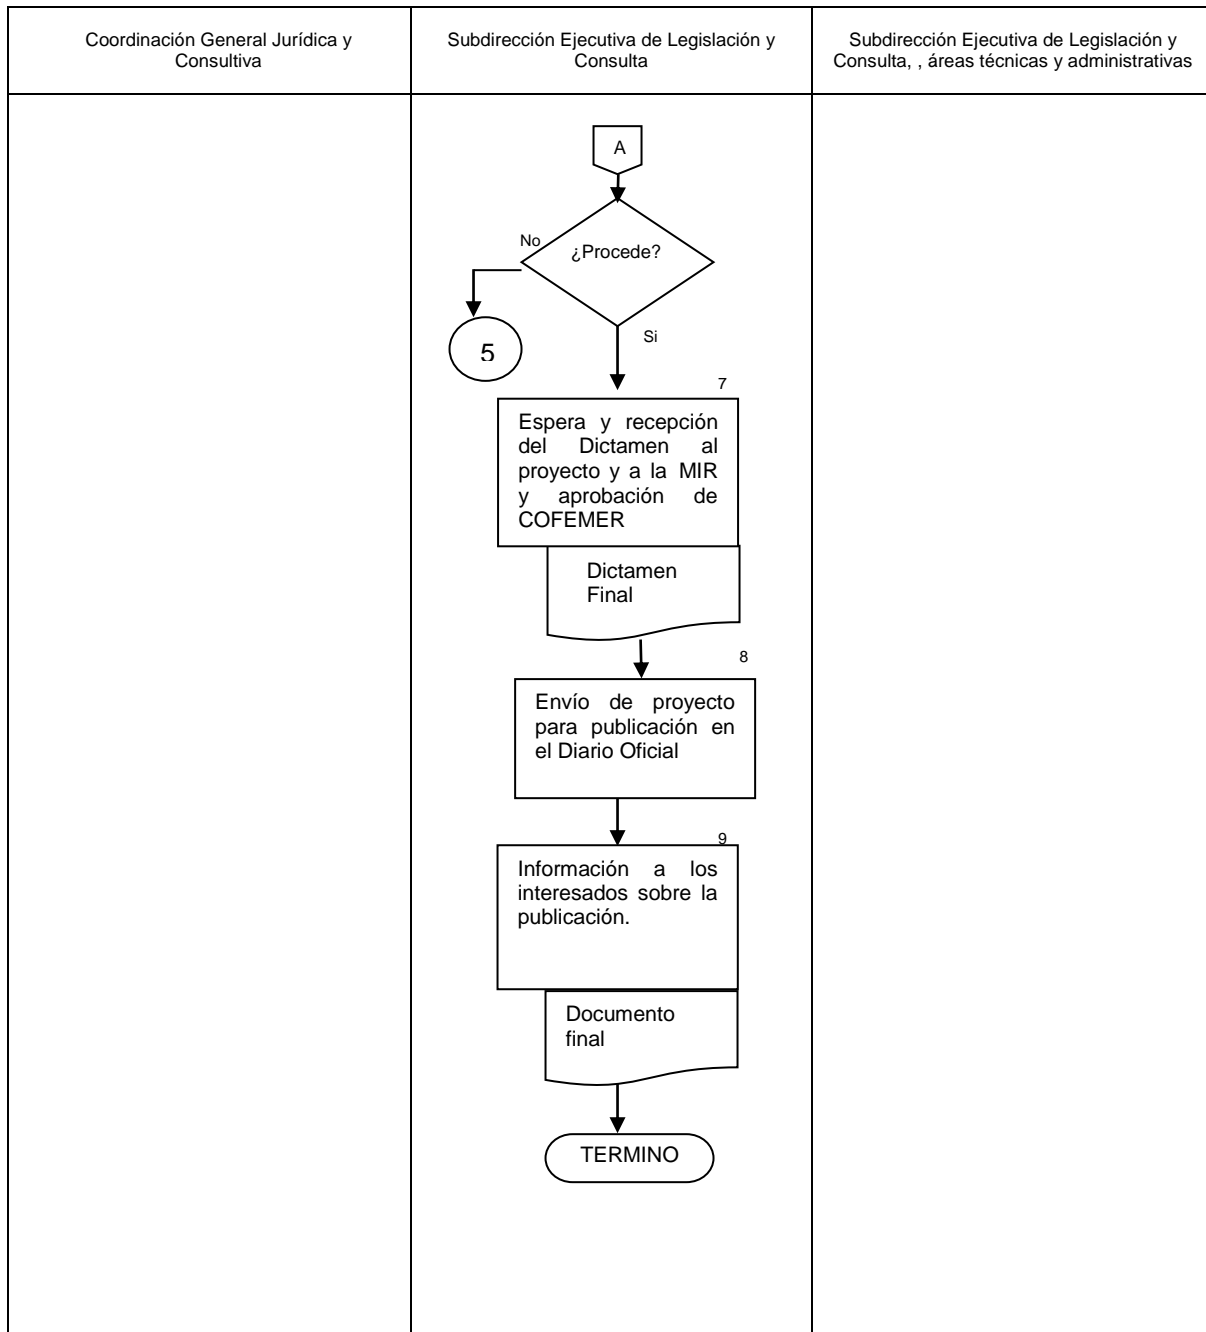 Coordinación General Jurídica y
Consultiva
Subdirección Ejecutiva de Legislación y
Consulta
Subdirección Ejecutiva de Legislación y
Consulta, , áreas técnicas y administrativas
A
¿Procede?
No
5
Si
7
Espera y recepción
del Dictamen al
proyecto y a la MIR
y aprobación de
COFEMER
Dictamen
Final
8
Envío de proyecto
para publicación en
el Diario Oficial
9
Información a los
interesados sobre la
publicación.
Documento
final
TERMINO